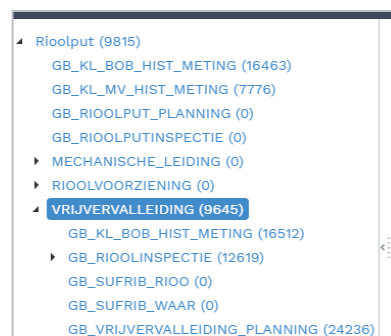 Rioolput (9815)
GB_KL_BOB_HIST_METING (16463)
GB_KL_MV_HIST_METING (7776)
GB_RIOOLPUT_PLANNING (0)
GB_RIOOLPUTINSPECTIE (0)
MECHANISCHE_LEIDING (0)
RIOOLVOORZIENING (0)
VRIJVERVALLEIDING (9645)
GB_KL_BOB_HIST_METING (16512)
GB_RIOOLINSPECTIE (12619)
GB_SUFRIB_RIOO (0)
GB_SUFRIB_WAAR (0)
GB_VRIJVERVALLEIDING_PLANNING (24236)